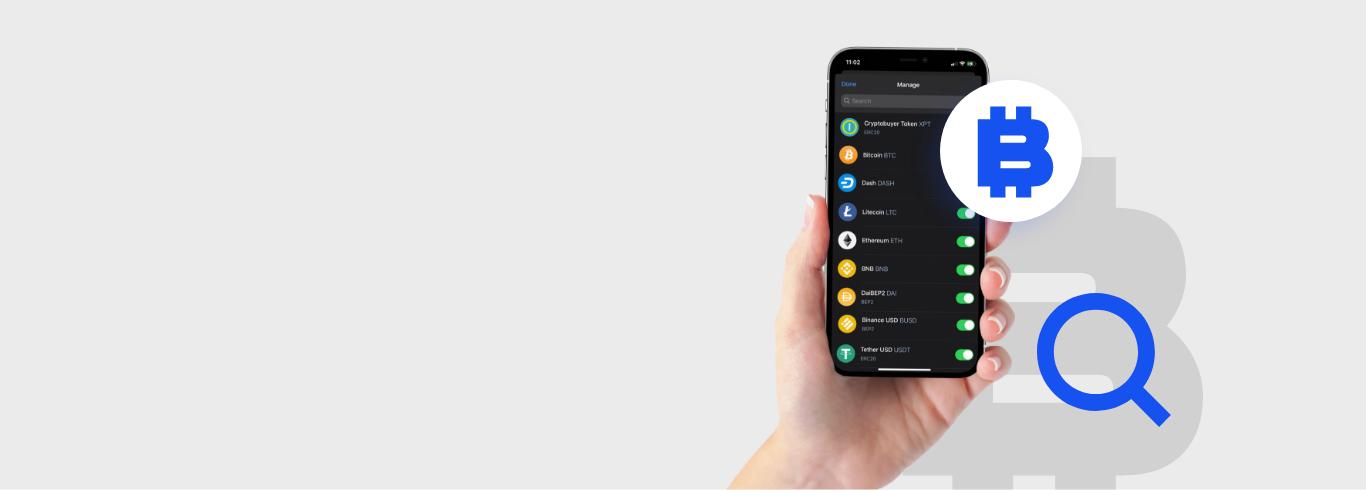 11:02
Done
Manage
Search
Cryptobuyer Token XPT
ERC20
Bitcoin BTC
Dash DASH
Litecoin LTC
Ethereum ETH
BNB BNB
DaiBEP2 DAI
BEP2
Binance USD BUSD
BEP2
Tether USD USDT
ERC20